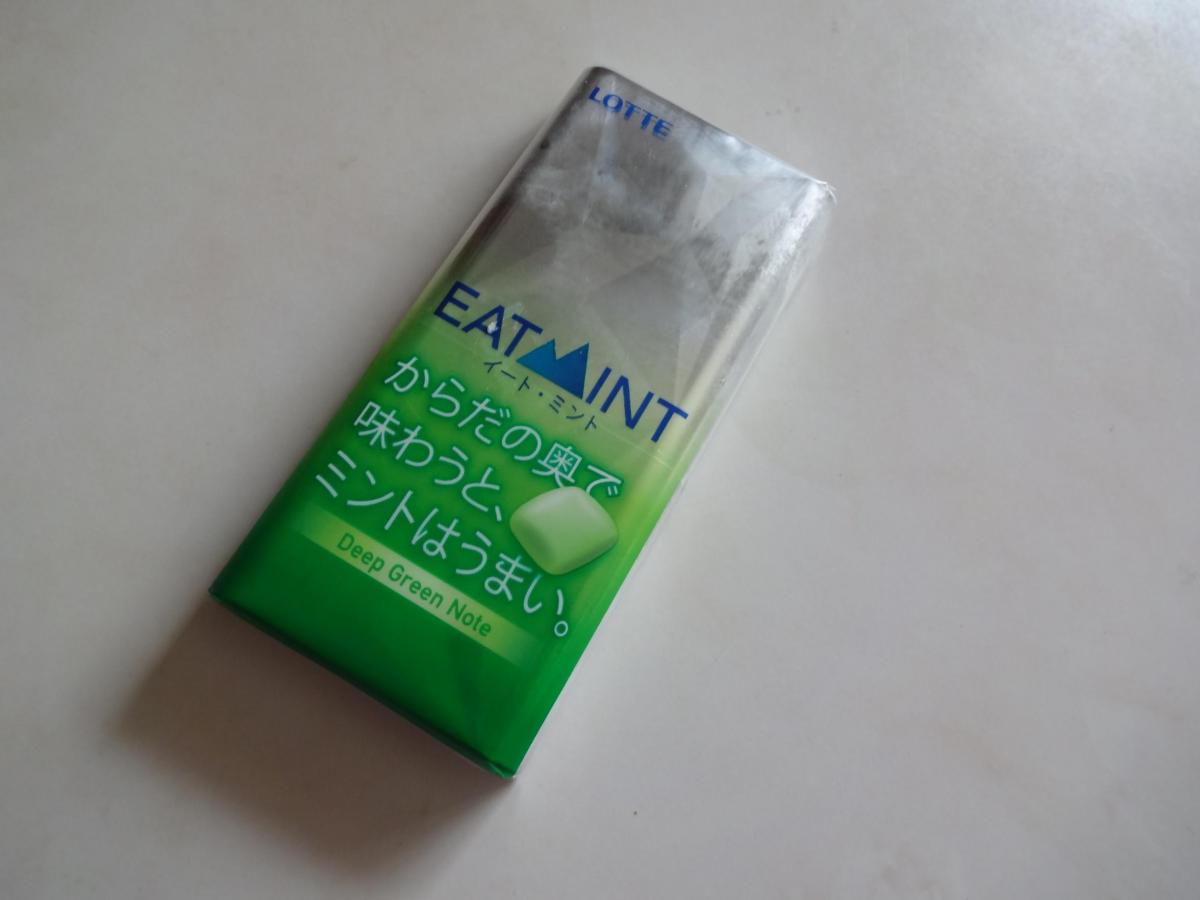 LOTTE
EATMINT
イート・ミント
からだの奥で
味わうと、
ミントはうまい。
Deep Green Note